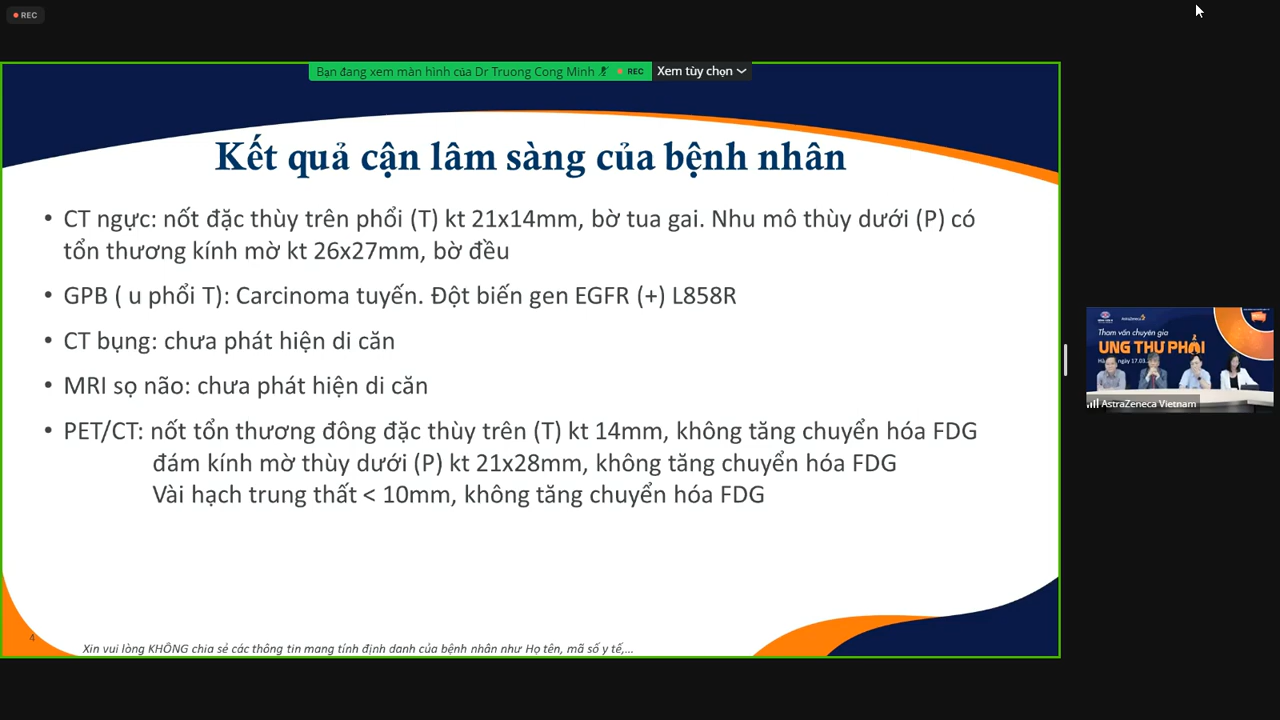 REC
Bạn đang xem màn hình của Dr Truong Cong Minh REC Xem tùy chọn
Kết quả cận lâm sàng của bệnh nhân
• CT ngực: nốt đặc thùy trên phổi (T) kt 21x14mm, bờ tua gai. Nhu mô thùy dưới (P) có
tổn thương kính mờ kt 26x27mm, bờ đều
• GPB ( u phổi T): Carcinoma tuyến. Đột biến gen EGFR (+) L858R
• CT bụng: chưa phát hiện di căn
• MRI sọ não: chưa phát hiện di căn
• PET/CT: nốt tổn thương đông đặc thùy trên (T) kt 14mm, không tăng chuyển hóa FDG
đám kính mờ thùy dưới (P) kt 21x28mm, không tăng chuyển hóa FDG
Vài hạch trung thất < 10mm, không tăng chuyển hóa FDG
4
Xin vui lòng KHÔNG chia sẻ các thông tin mang tính định danh của bệnh nhân như Họ tên, mã số y tế,...
AstraZeneca
Tham vấn chuyên gia
UNG THƯ PHỔI
ngày 17.03
AstraZeneca Vietnam